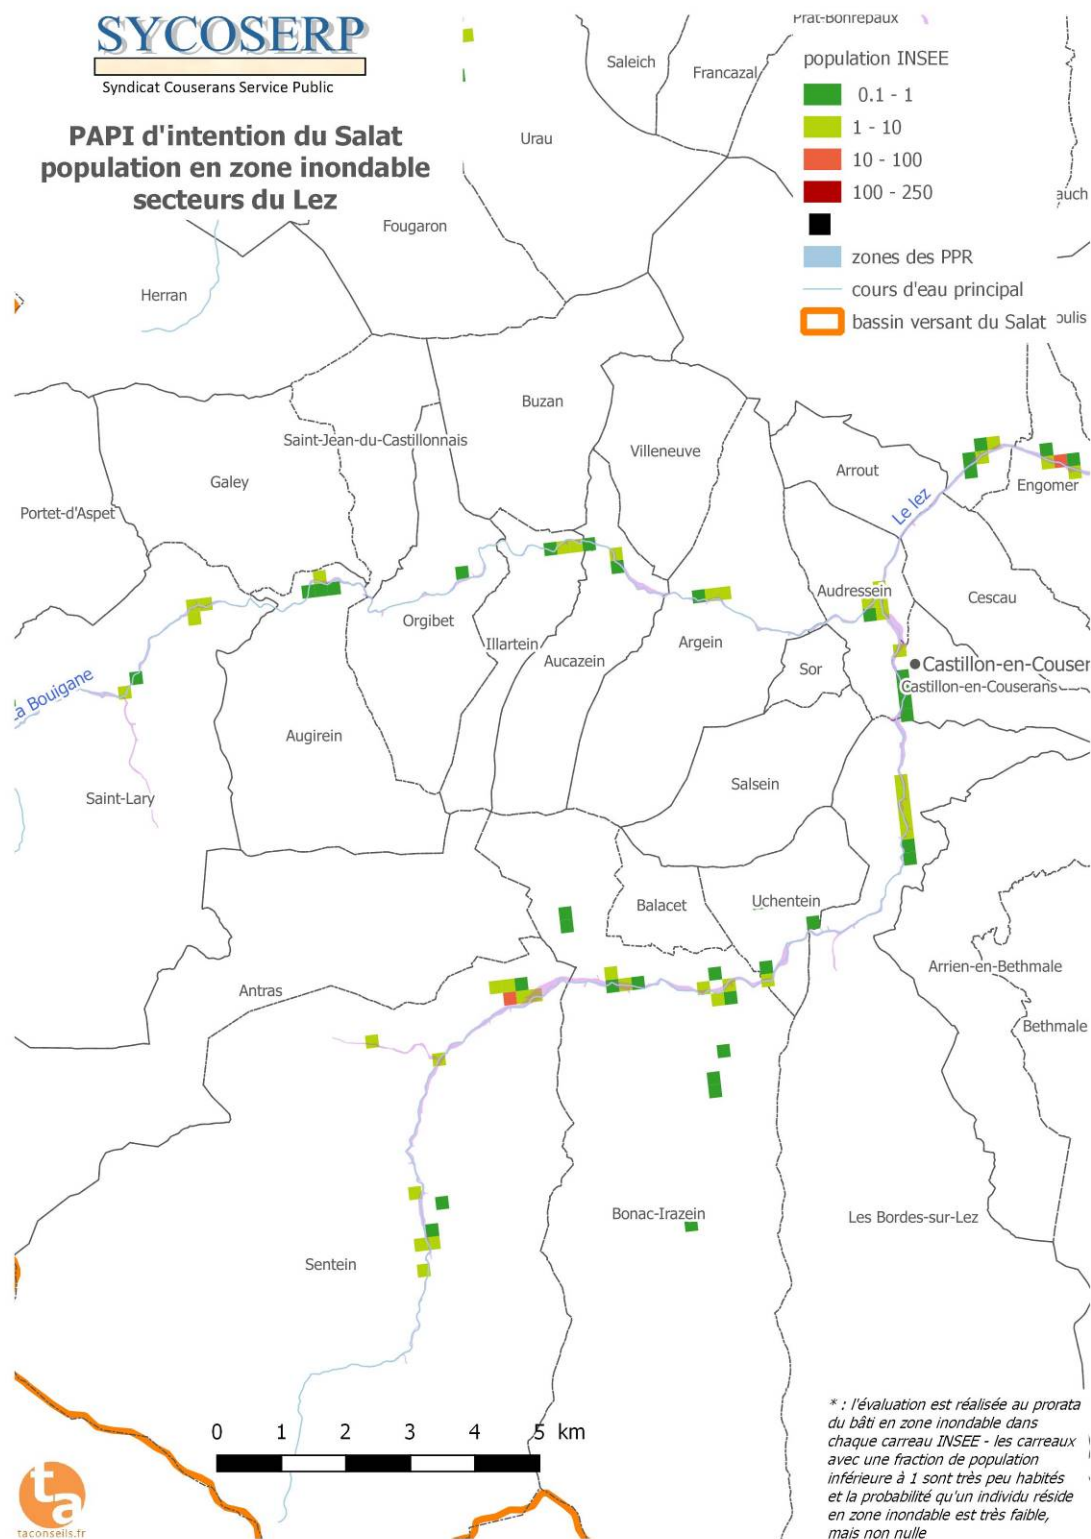 SYCOSERP
Syndicat Couserans Service Public
PAPI d'intention du Salat
population en zone inondable
secteurs du Lez
Prat-Bonrepaux
population INSEE
0.1 - 1
1 - 10
10 - 100
100 - 250
zones des PPR
cours d'eau principal
bassin versant du Salat
auch
oulis
Saleich
Francazal
Urau
Fougaron
Herran
Buzan
Saint-Jean-du-Castillonnais
Villeneuve
Arrout
Galey
Engomer
Portet-d'Aspet
Le lez
Audressein
Cescau
Orgibet
Illartein
Argein
Aucazein
Sor
Castillon-en-Couser
Castillon-en-Couserans
La Bouigane
Augirein
Salsein
Saint-Lary
Balacet
Uchentein
Arrien-en-Bethmale
Antras
Bethmale
Bonac-Irazein
Les Bordes-sur-Lez
Sentein
0 1 2 3 4 5 km
* : l'évaluation est réalisée au prorata
du bâti en zone inondable dans
chaque carreau INSEE - les carreaux
avec une fraction de population
inférieure à 1 sont très peu habités
et la probabilité qu'un individu réside
en zone inondable est très faible,
mais non nulle
ta
taconseils.fr